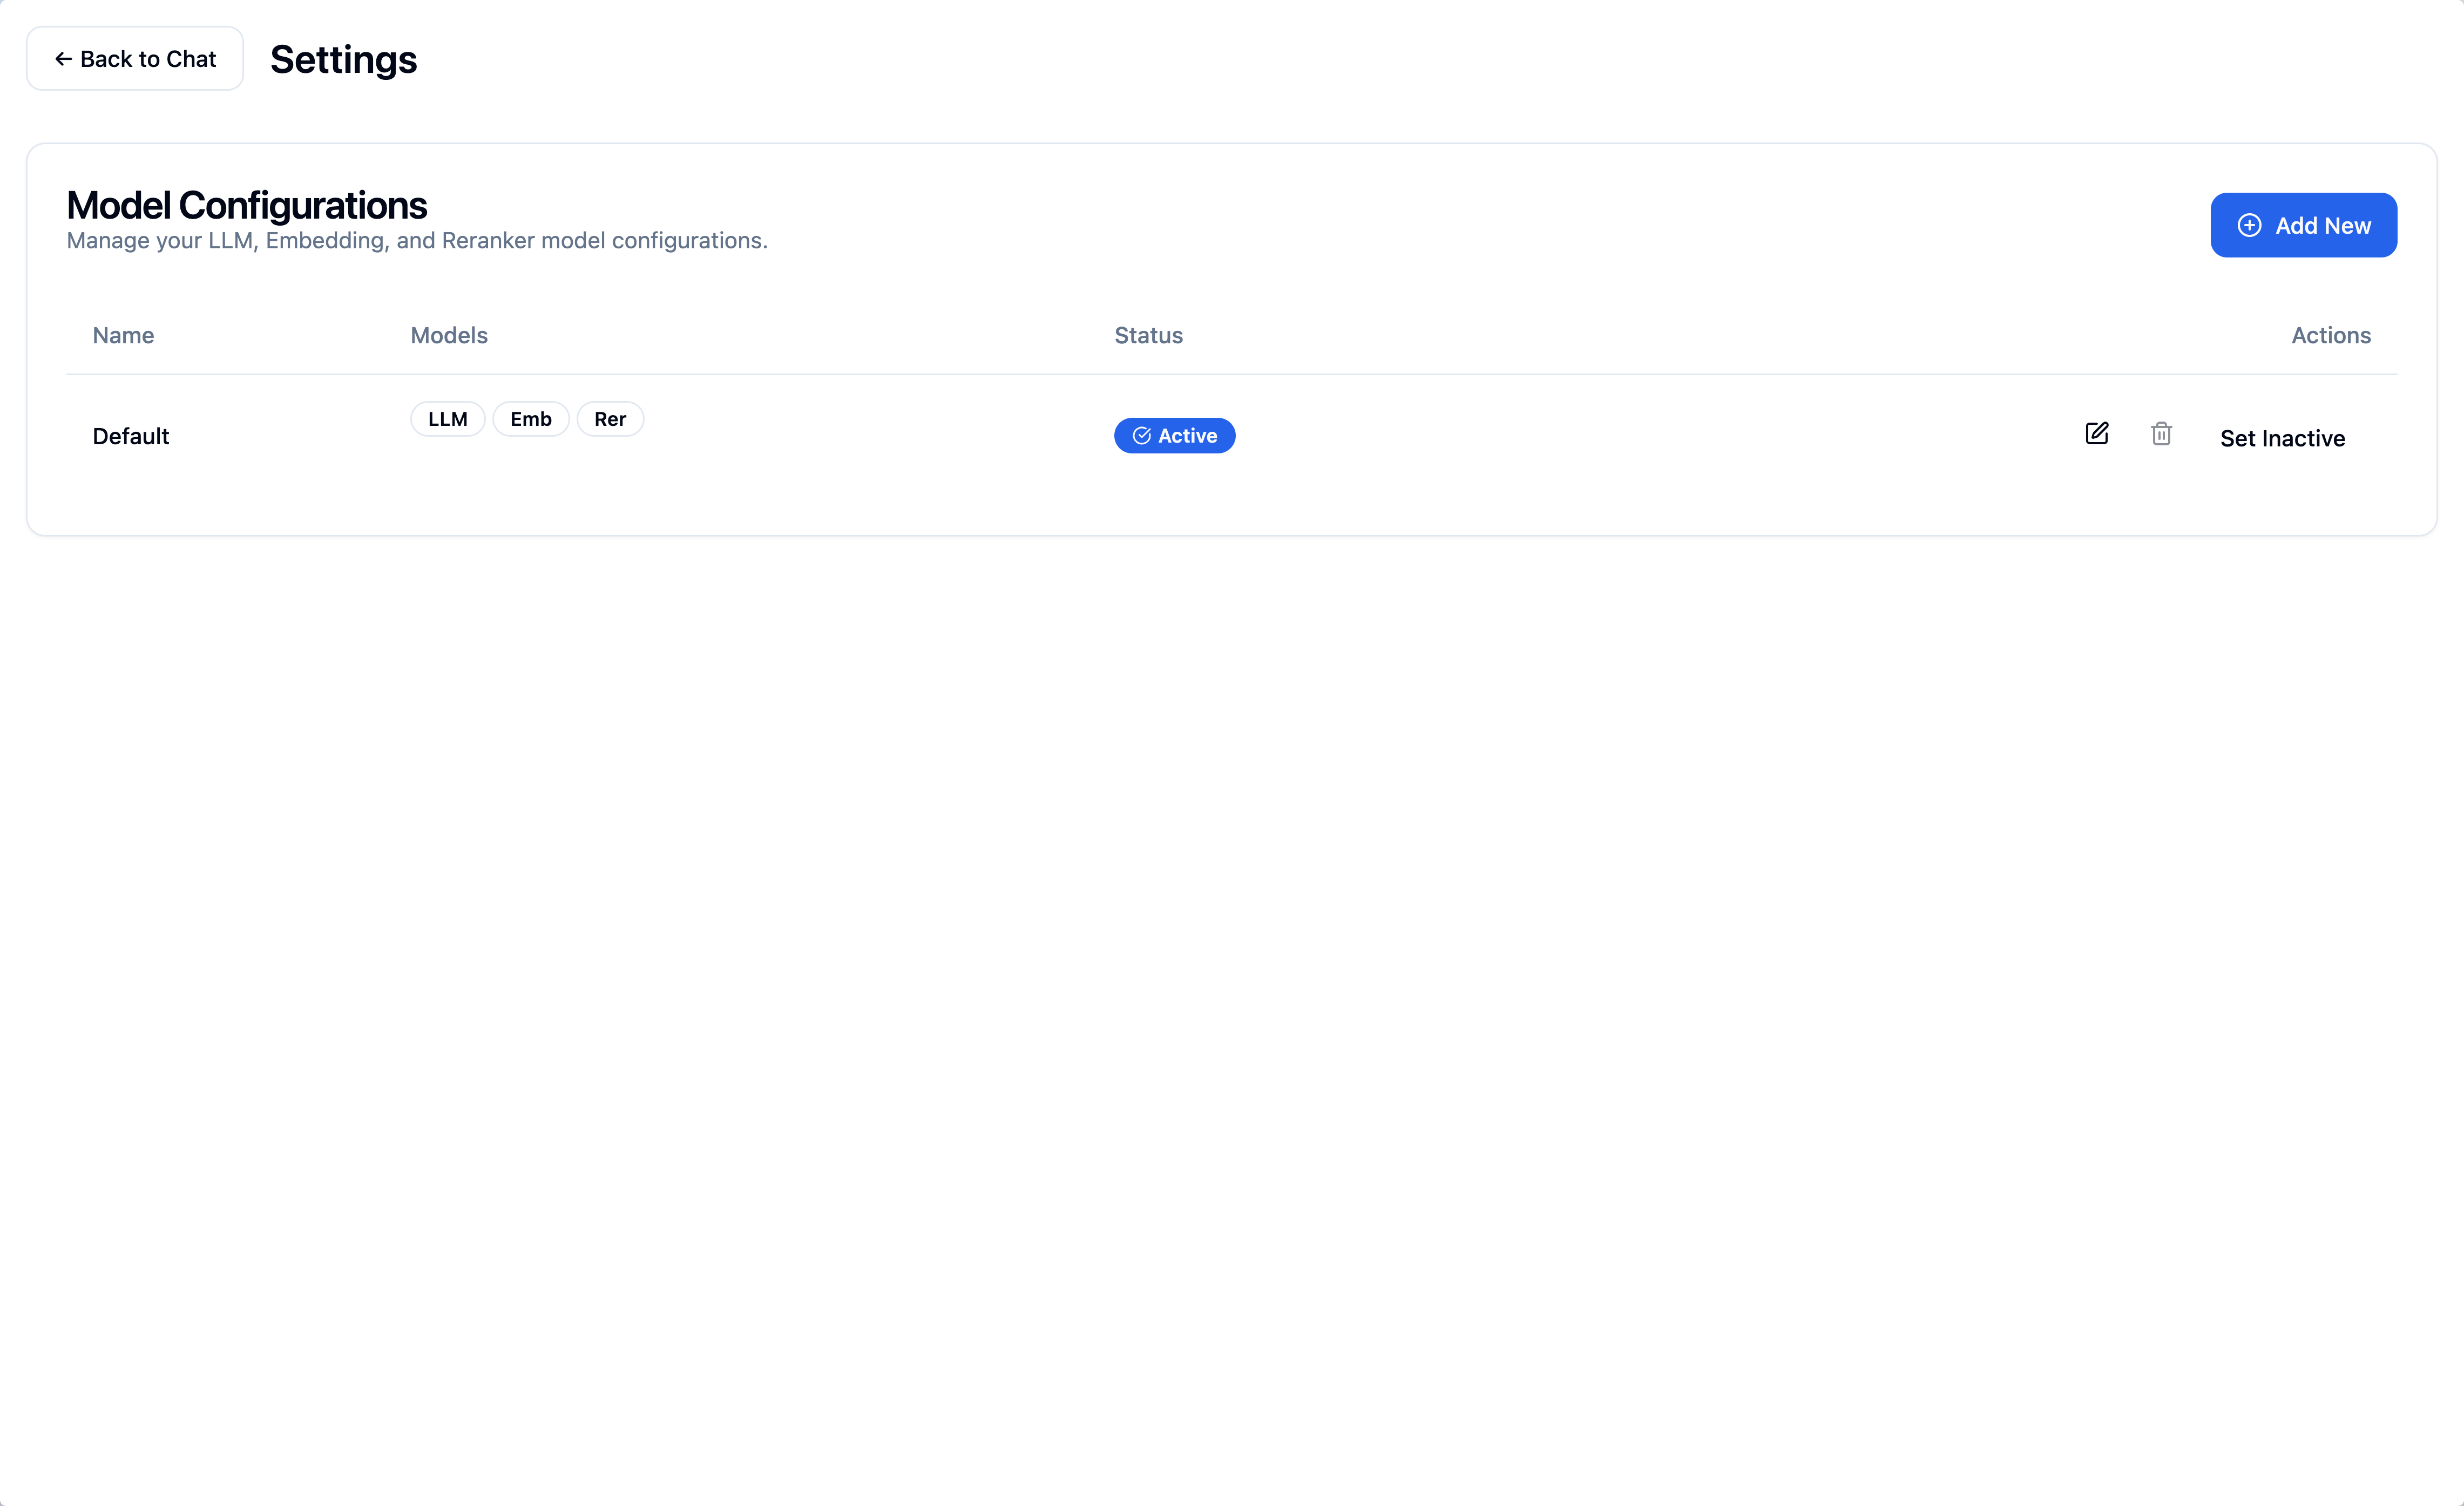 Back to Chat Settings
Model Configurations
Manage your LLM, Embedding, and Reranker model configurations.
Add New
Name Models Status Actions
Default LLM Emb Rer Active Set Inactive